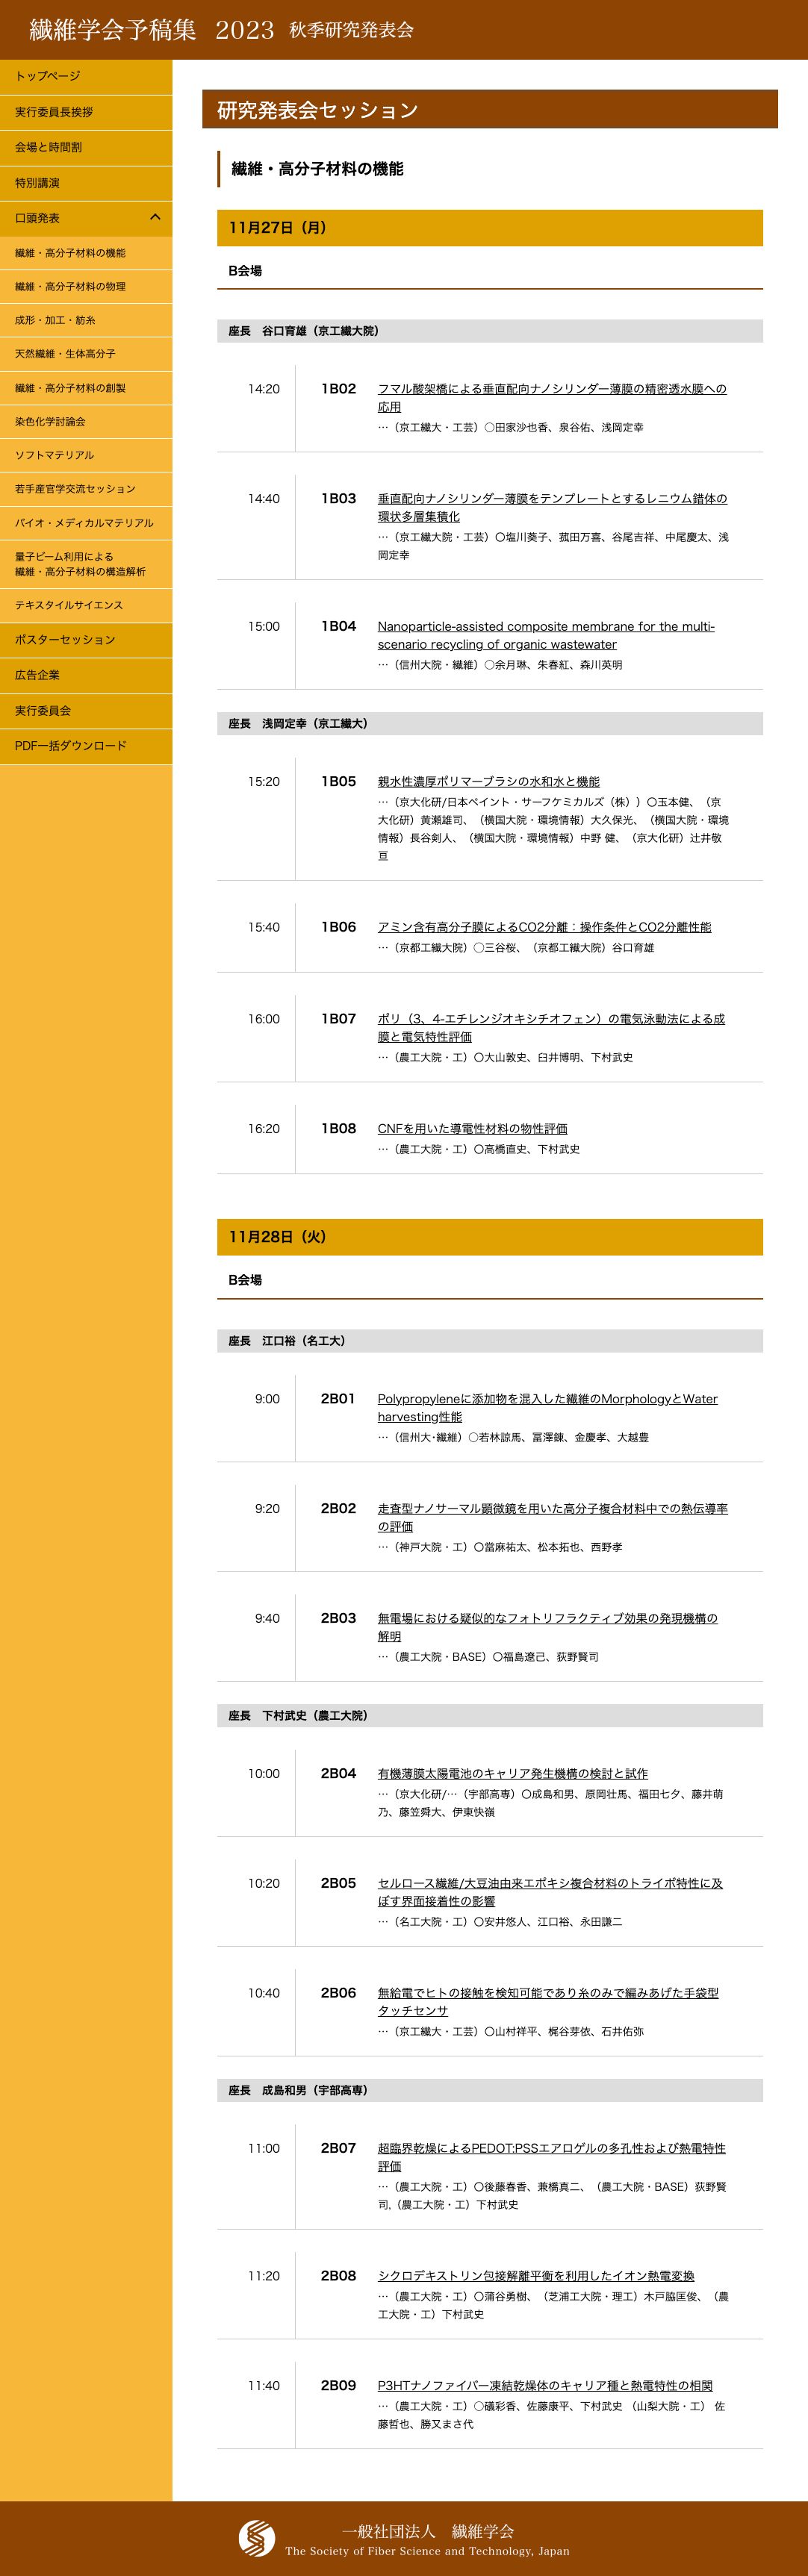 繊維学会予稿集 2023 秋季研究発表会
トップページ
実行委員長挨拶
会場と時間割
特別講演
口頭発表
繊維・高分子材料の機能
繊維・高分子材料の物理
成形・加工・紡糸
天然繊維・生体高分子
繊維・高分子材料の創製
染色化学討論会
ソフトマテリアル
若手産官学交流セッション
バイオ・メディカルマテリアル
量子ビーム利用による
繊維・高分子材料の構造解析
テキスタイルサイエンス
ポスターセッション
広告企業
実行委員会
PDF一括ダウンロード
研究発表会セッション
繊維・高分子材料の機能
11月27日（月）
B会場
座長　谷口育雄（京工繊大院）
14:20 1B02 フマル酸架橋による垂直配向ナノシリンダー薄膜の精密透水膜への
応用
…（京工繊大・工芸）○田家沙也香、泉谷佑、浅岡定幸
14:40 1B03 垂直配向ナノシリンダー薄膜をテンプレートとするレニウム錯体の
環状多層集積化
…（京工繊大院・工芸）〇塩川葵子、菰田万喜、谷尾吉祥、中尾慶太、浅
岡定幸
15:00 1B04 Nanoparticle-assisted composite membrane for the multi-
scenario recycling of organic wastewater
…（信州大院・繊維）○余月琳、朱春紅、森川英明
座長　浅岡定幸（京工繊大）
15:20 1B05 親水性濃厚ポリマーブラシの水和水と機能
…（京大化研/日本ペイント・サーフケミカルズ（株））〇玉本健、（京
大化研）黄瀬雄司、（横国大院・環境情報）大久保光、（横国大院・環境
情報）長谷剣人、（横国大院・環境情報）中野 健、（京大化研）辻井敬
亘
15:40 1B06 アミン含有高分子膜によるCO2分離：操作条件とCO2分離性能
…（京都工繊大院）◯三谷桜、（京都工繊大院）谷口育雄
16:00 1B07 ポリ（3、4-エチレンジオキシチオフェン）の電気泳動法による成
膜と電気特性評価
…（農工大院・工）〇大山敦史、臼井博明、下村武史
16:20 1B08 CNFを用いた導電性材料の物性評価
…（農工大院・工）〇高橋直史、下村武史
11月28日（火）
B会場
座長　江口裕（名工大）
9:00 2B01 Polypropyleneに添加物を混入した繊維のMorphologyとWater
harvesting性能
…（信州大･繊維）○若林諒馬、冨澤錬、金慶孝、大越豊
9:20 2B02 走査型ナノサーマル顕微鏡を用いた高分子複合材料中での熱伝導率
の評価
…（神戸大院・工）〇當麻祐太、松本拓也、西野孝
9:40 2B03 無電場における疑似的なフォトリフラクティブ効果の発現機構の
解明
…（農工大院・BASE）〇福島遼己、荻野賢司
座長　下村武史（農工大院）
10:00 2B04 有機薄膜太陽電池のキャリア発生機構の検討と試作
…（京大化研/…（宇部高専）〇成島和男、原岡壮馬、福田七夕、藤井萌
乃、藤笠舜大、伊東快嶺
10:20 2B05 セルロース繊維/大豆油由来エポキシ複合材料のトライボ特性に及
ぼす界面接着性の影響
…（名工大院・工）〇安井悠人、江口裕、永田謙二
10:40 2B06 無給電でヒトの接触を検知可能であり糸のみで編みあげた手袋型
タッチセンサ
…（京工繊大・工芸）〇山村祥平、梶谷芽依、石井佑弥
座長　成島和男（宇部高専）
11:00 2B07 超臨界乾燥によるPEDOT:PSSエアロゲルの多孔性および熱電特性
評価
…（農工大院・工）〇後藤春香、兼橋真二、（農工大院・BASE）荻野賢
司,（農工大院・工）下村武史
11:20 2B08 シクロデキストリン包接解離平衡を利用したイオン熱電変換
…（農工大院・工）〇蒲谷勇樹、（芝浦工大院・理工）木戸脇匡俊、（農
工大院・工）下村武史
11:40 2B09 P3HTナノファイバー凍結乾燥体のキャリア種と熱電特性の相関
…（農工大院・工）○礒彩香、佐藤康平、下村武史 （山梨大院・工） 佐
藤哲也、勝又まさ代
一般社団法人　繊維学会
The Society of Fiber Science and Technology, Japan